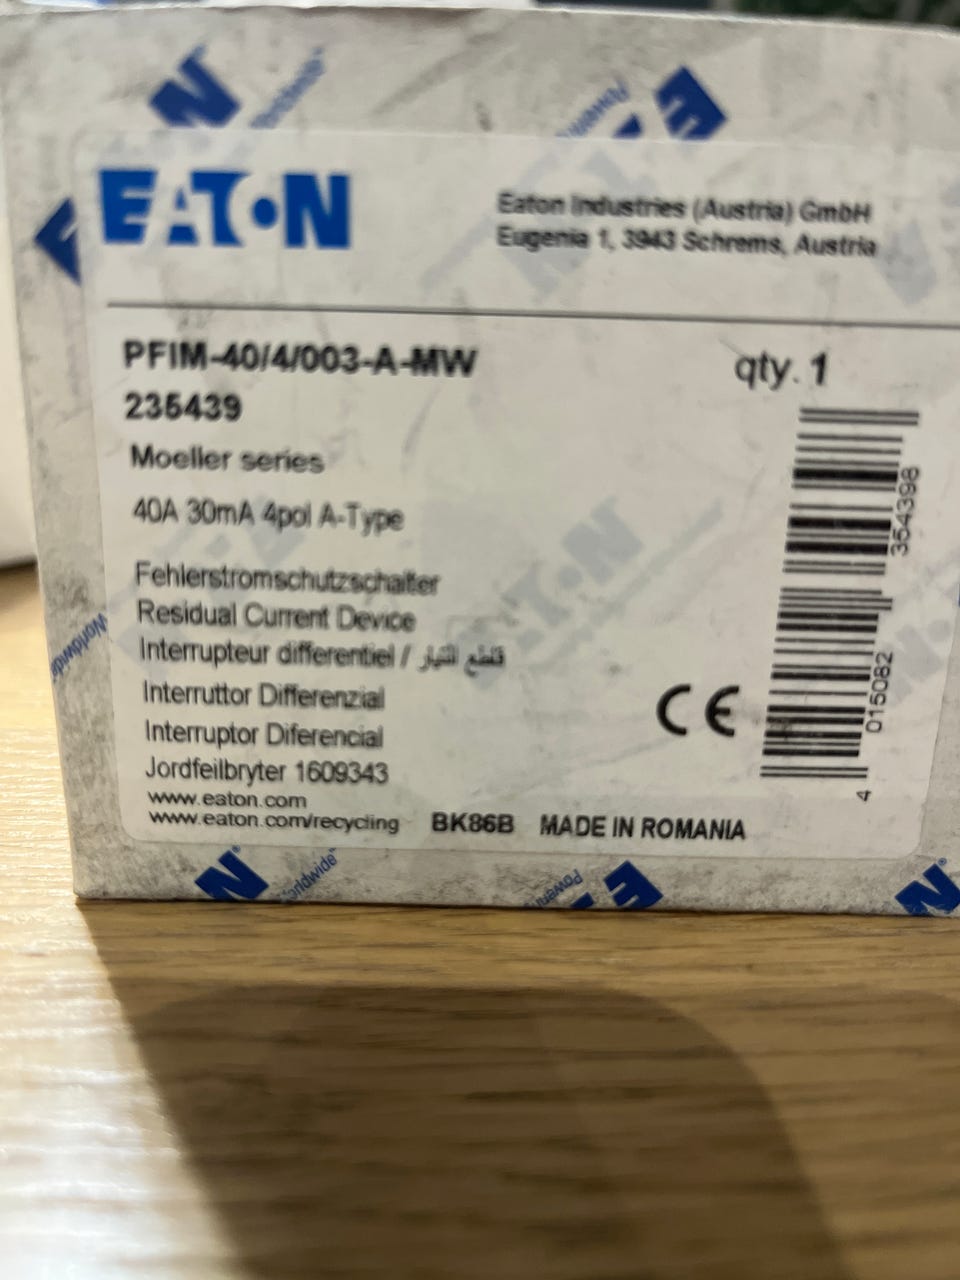 EATON
Eaton Industries (Austria) GmbH
Eugenia 1, 3943 Schrems, Austria
PFIM-40/4/003-A-MW
qty. 1
235439
Moeller series
40A 30mA 4pol A-Type
Fehlerstromschutzschalter
Residual Current Device
Interrupteur differentiel / قاطع التيار
Interruttor Differenzial
Interruptor Diferencial
Jordfeilbryter 1609343
www.eaton.com
www.eaton.com/recycling BK86B MADE IN ROMANIA
CE
4 015082 354398
Worldwide